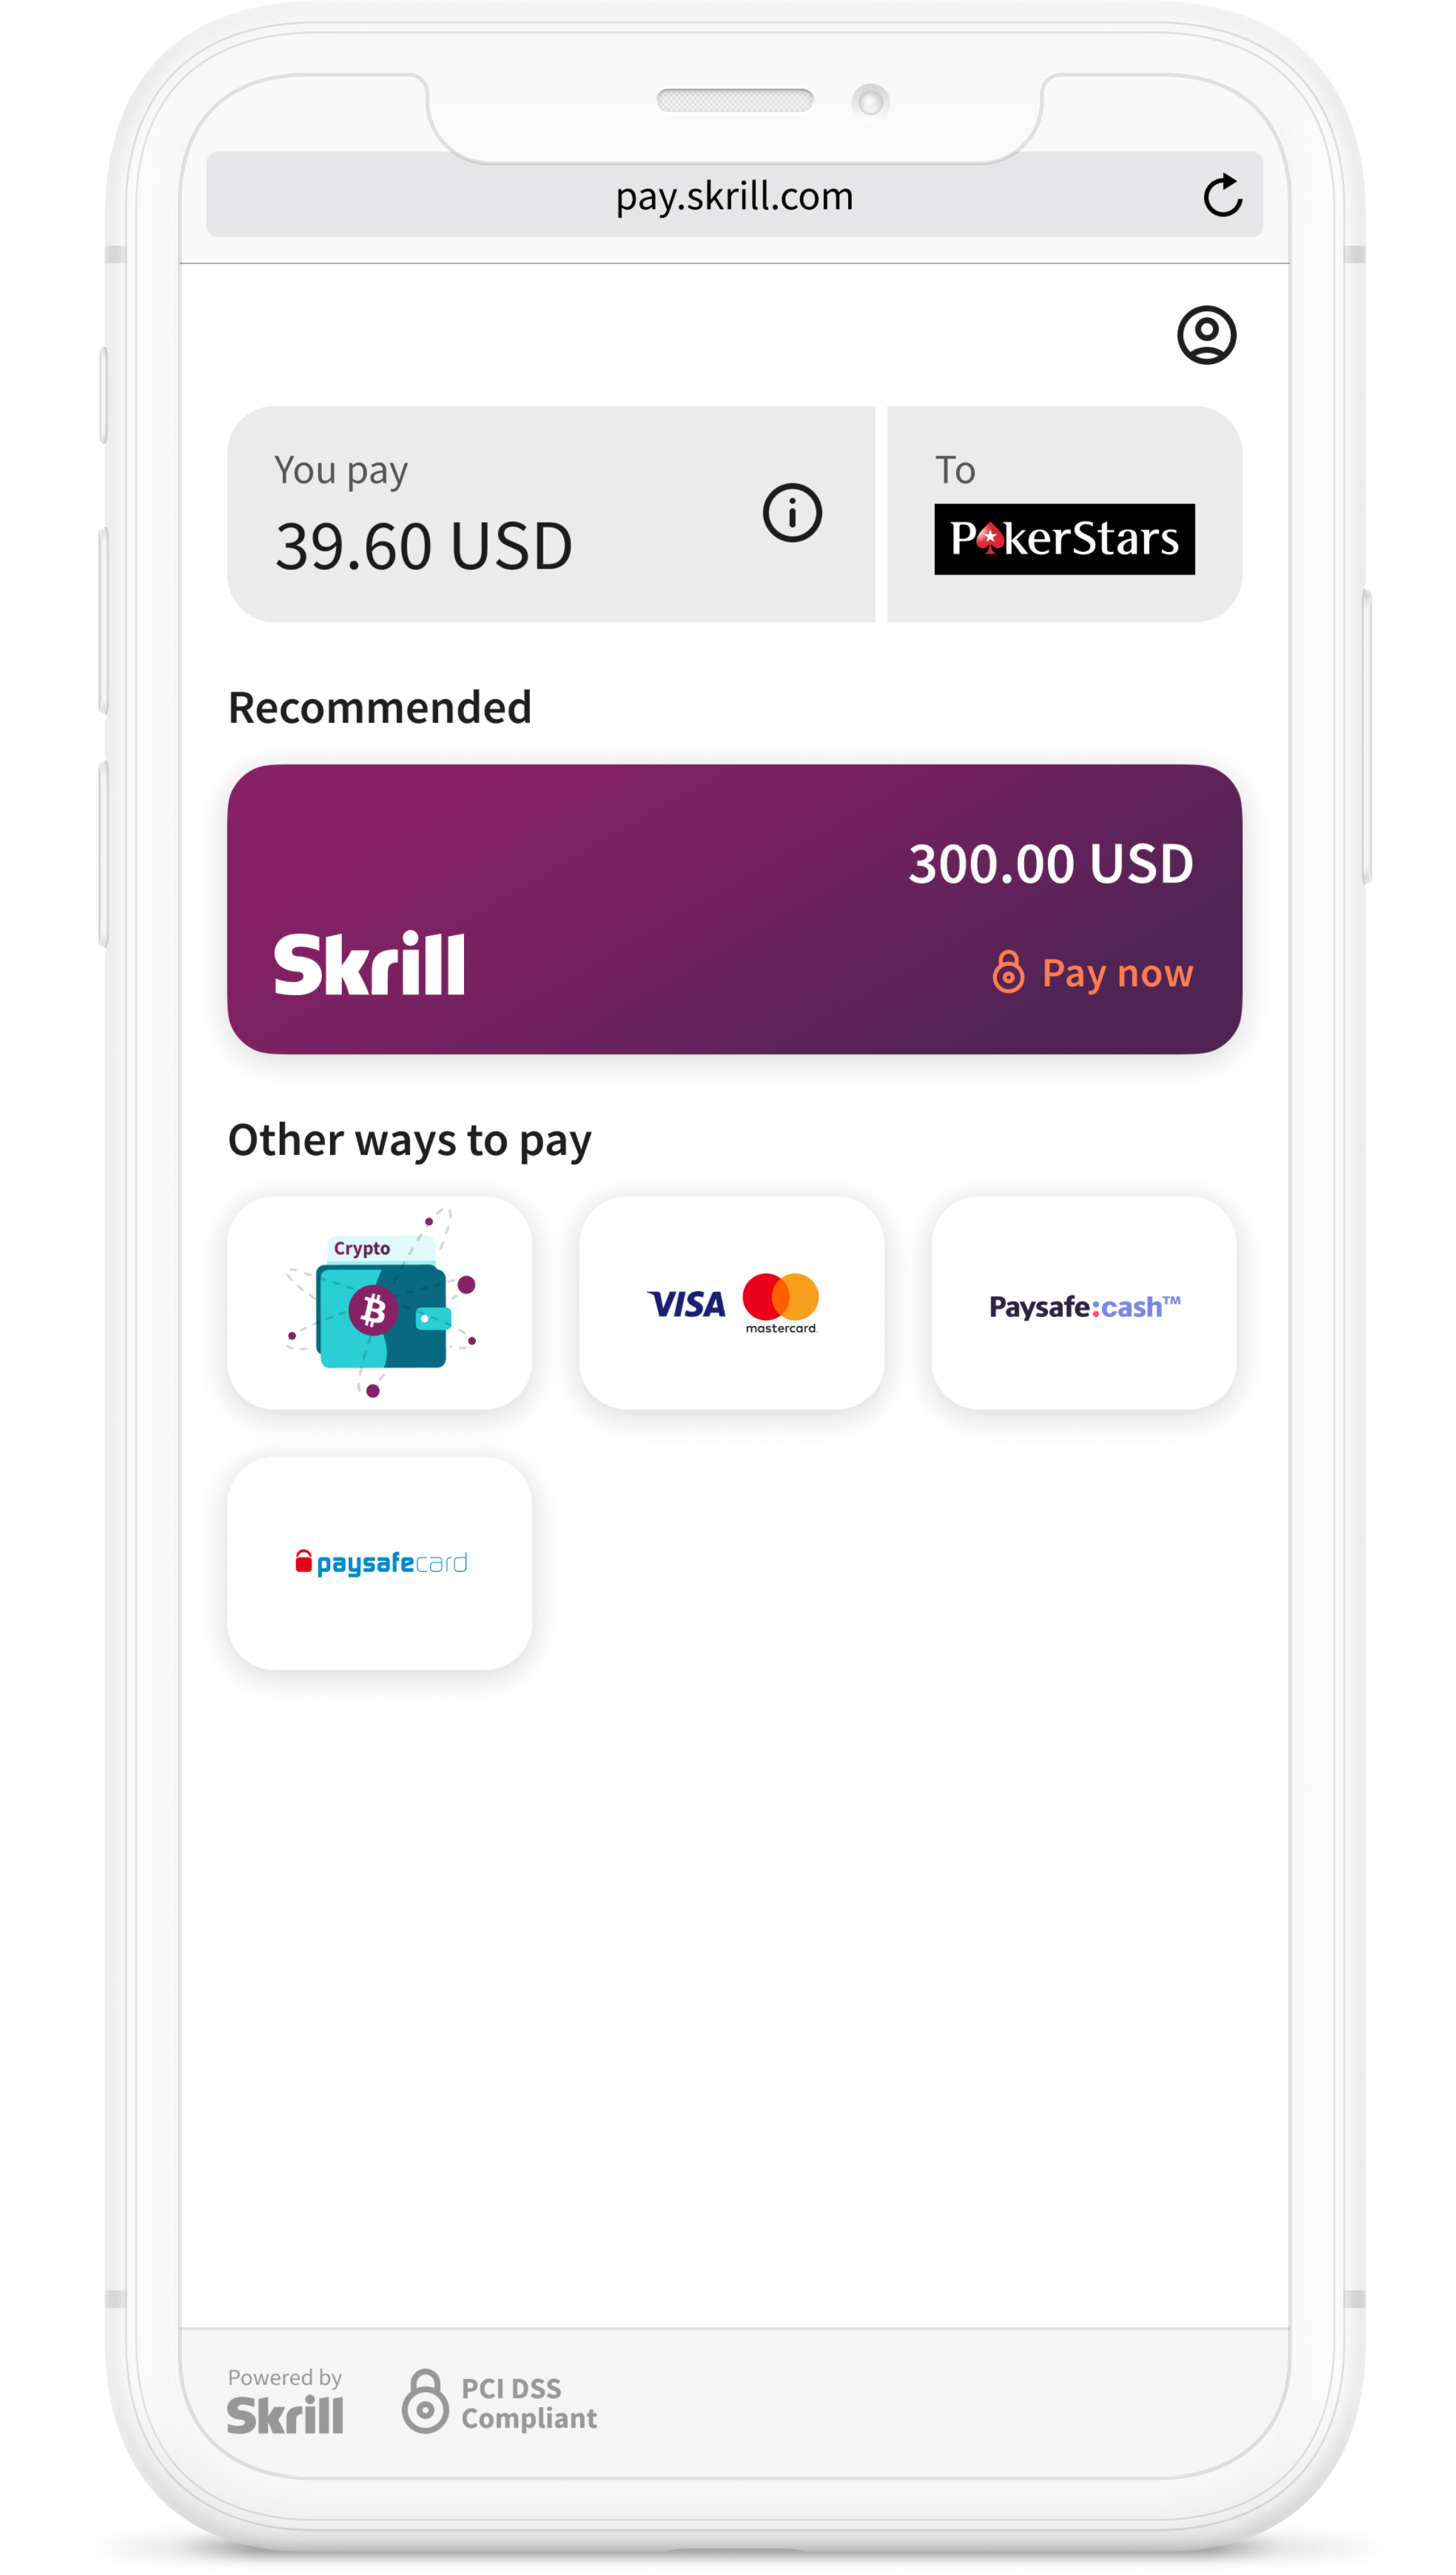 pay.skrill.com
You pay
39.60 USD
To
PokerStars
Recommended
300.00 USD
Skrill
Pay now
Other ways to pay
Crypto
VISA
mastercard.
Paysafe:cash™
paysafecard
Powered by
Skrill
PCI DSS
Compliant